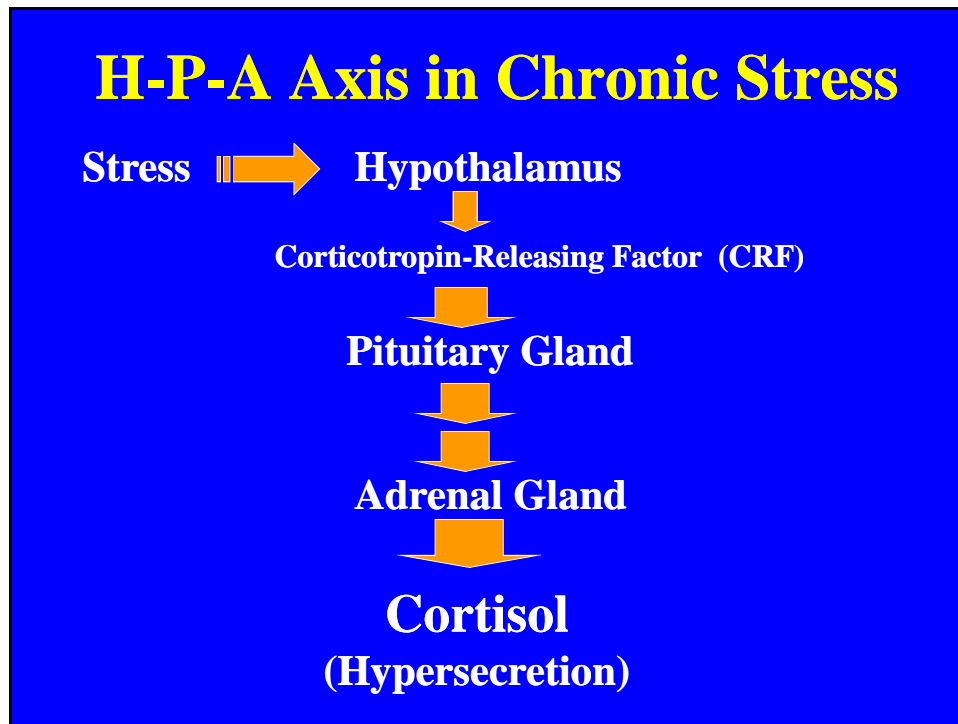 H-P-A Axis in Chronic Stress
Stress Hypothalamus
Corticotropin-Releasing Factor (CRF)
Pituitary Gland
Adrenal Gland
Cortisol
(Hypersecretion)